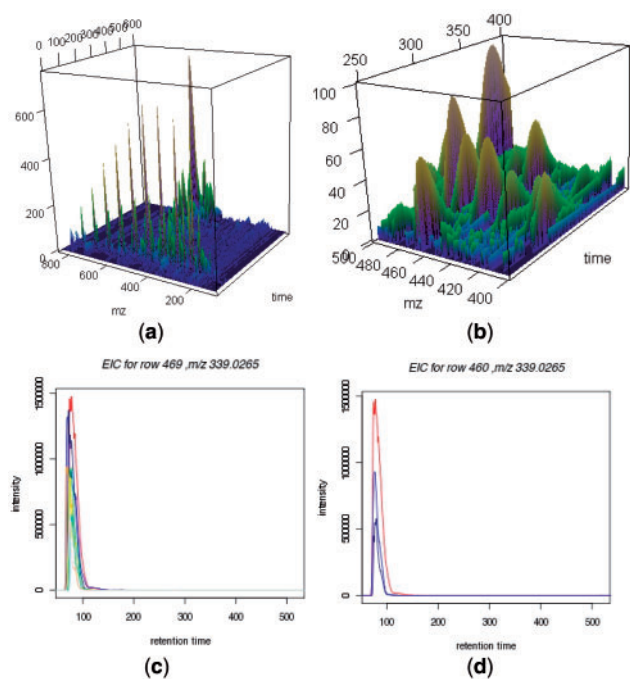 0 100 200 300 400 500 600
600
400
200
0
800 600 400 200
mz
time
(a)
250 300 350 400
100
80
60
40
20
0
500 480 460 440 420 400
mz
time
(b)
EIC for row 469 ,m/z 339.0265
1500000
1000000
500000
0
intensity
100 200 300 400 500
retention time
(c)
EIC for row 460 ,m/z 339.0265
1500000
1000000
500000
0
intensity
100 200 300 400 500
retention time
(d)